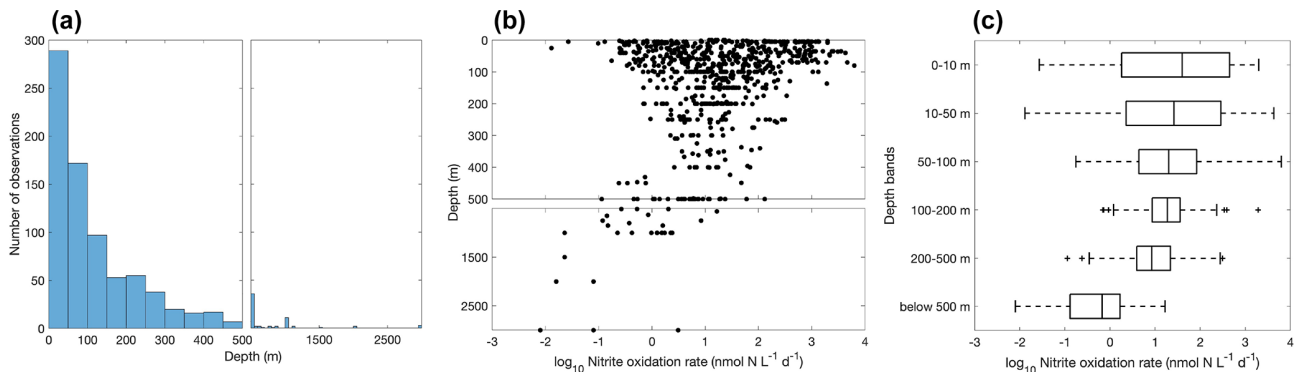 (a)
300
250
200
150
100
50
0
Number of observations
0 100 200 300 400 500 1500 2500
Depth (m)
(b)
0
100
200
300
400
500
1500
2500
Depth (m)
-3 -2 -1 0 1 2 3 4
log10 Nitrite oxidation rate (nmol N L-1 d-1)
(c)
0-10 m
10-50 m
50-100 m
100-200 m
200-500 m
below 500 m
Depth bands
-3 -2 -1 0 1 2 3 4
log10 Nitrite oxidation rate (nmol N L-1 d-1)